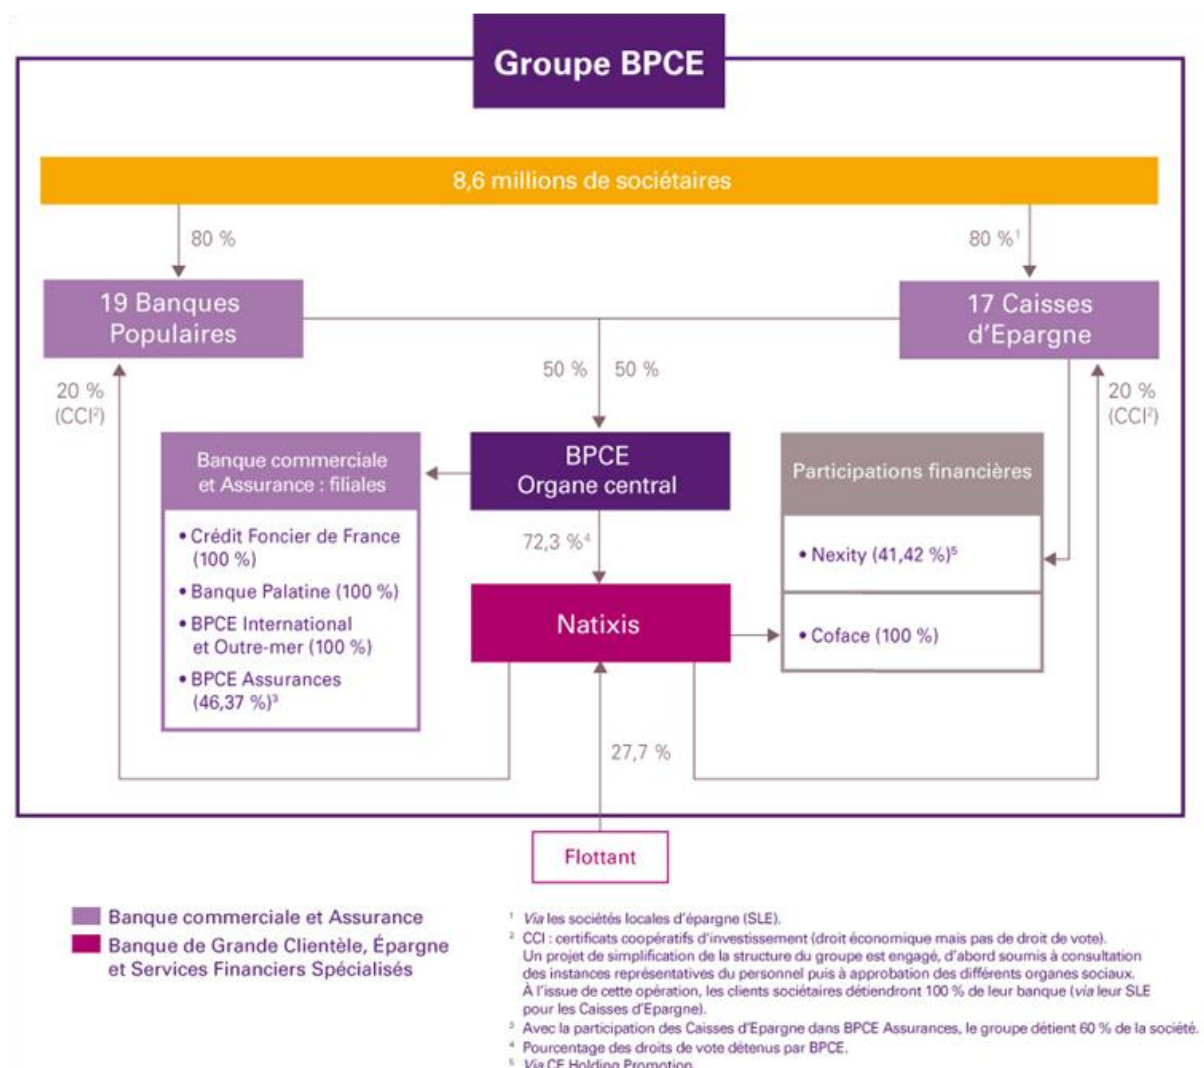 Groupe BPCE
8,6 millions de sociétaires
80 %
80 %¹
19 Banques
Populaires
17 Caisses
d'Epargne
50 %
50 %
20 %
(CCI²)
20 %
(CCI²)
Banque commerciale
et Assurance : filiales
• Crédit Foncier de France
(100 %)
• Banque Palatine (100 %)
• BPCE International
et Outre-mer (100 %)
• BPCE Assurances
(46,37 %)³
BPCE
Organe central
72,3 %⁴
Natixis
Participations financières
• Nexity (41,42 %)⁵
• Coface (100 %)
27,7 %
Flottant
Banque commerciale et Assurance
Banque de Grande Clientèle, Épargne
et Services Financiers Spécialisés
¹ Via les sociétés locales d'épargne (SLE).
² CCI : certificats coopératifs d'investissement (droit économique mais pas de droit de vote).
Un projet de simplification de la structure du groupe est engagé, d'abord soumis à consultation
des instances représentatives du personnel puis à approbation des différents organes sociaux.
À l'issue de cette opération, les clients sociétaires détiendront 100 % de leur banque (via leur SLE
pour les Caisses d'Epargne).
³ Avec la participation des Caisses d'Epargne dans BPCE Assurances, le groupe détient 60 % de la société.
⁴ Pourcentage des droits de vote détenus par BPCE.
⁵ Via CE Holding Promotion.